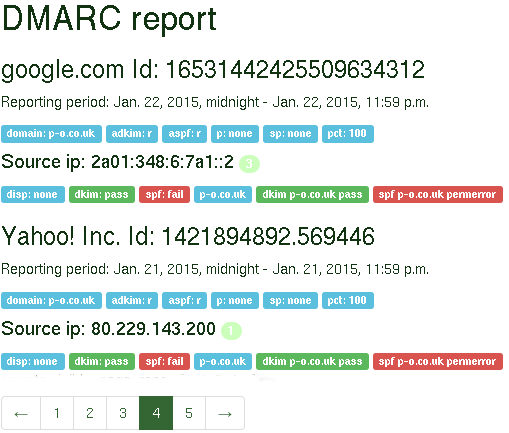 DMARC report
google.com Id: 16531442425509634312
Reporting period: Jan. 22, 2015, midnight - Jan. 22, 2015, 11:59 p.m.
domain: p-o.co.uk adkim: r aspf: r p: none sp: none pct: 100
Source ip: 2a01:348:6:7a1::2 3
disp: none dkim: pass spf: fail p-o.co.uk dkim p-o.co.uk pass spf p-o.co.uk permerror
Yahoo! Inc. Id: 1421894892.569446
Reporting period: Jan. 21, 2015, midnight - Jan. 21, 2015, 11:59 p.m.
domain: p-o.co.uk adkim: r aspf: r p: none sp: none pct: 100
Source ip: 80.229.143.200 1
disp: none dkim: pass spf: fail p-o.co.uk dkim p-o.co.uk pass spf p-o.co.uk permerror
← 1 2 3 4 5 →